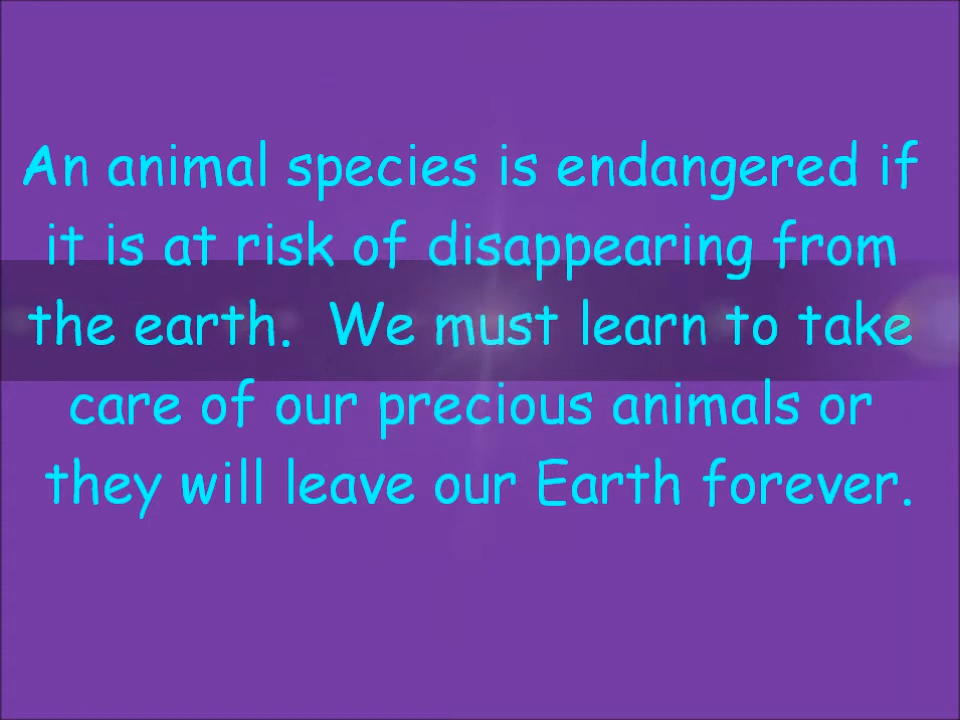 An animal species is endangered if
it is at risk of disappearing from
the earth.  We must learn to take
care of our precious animals or
they will leave our Earth forever.